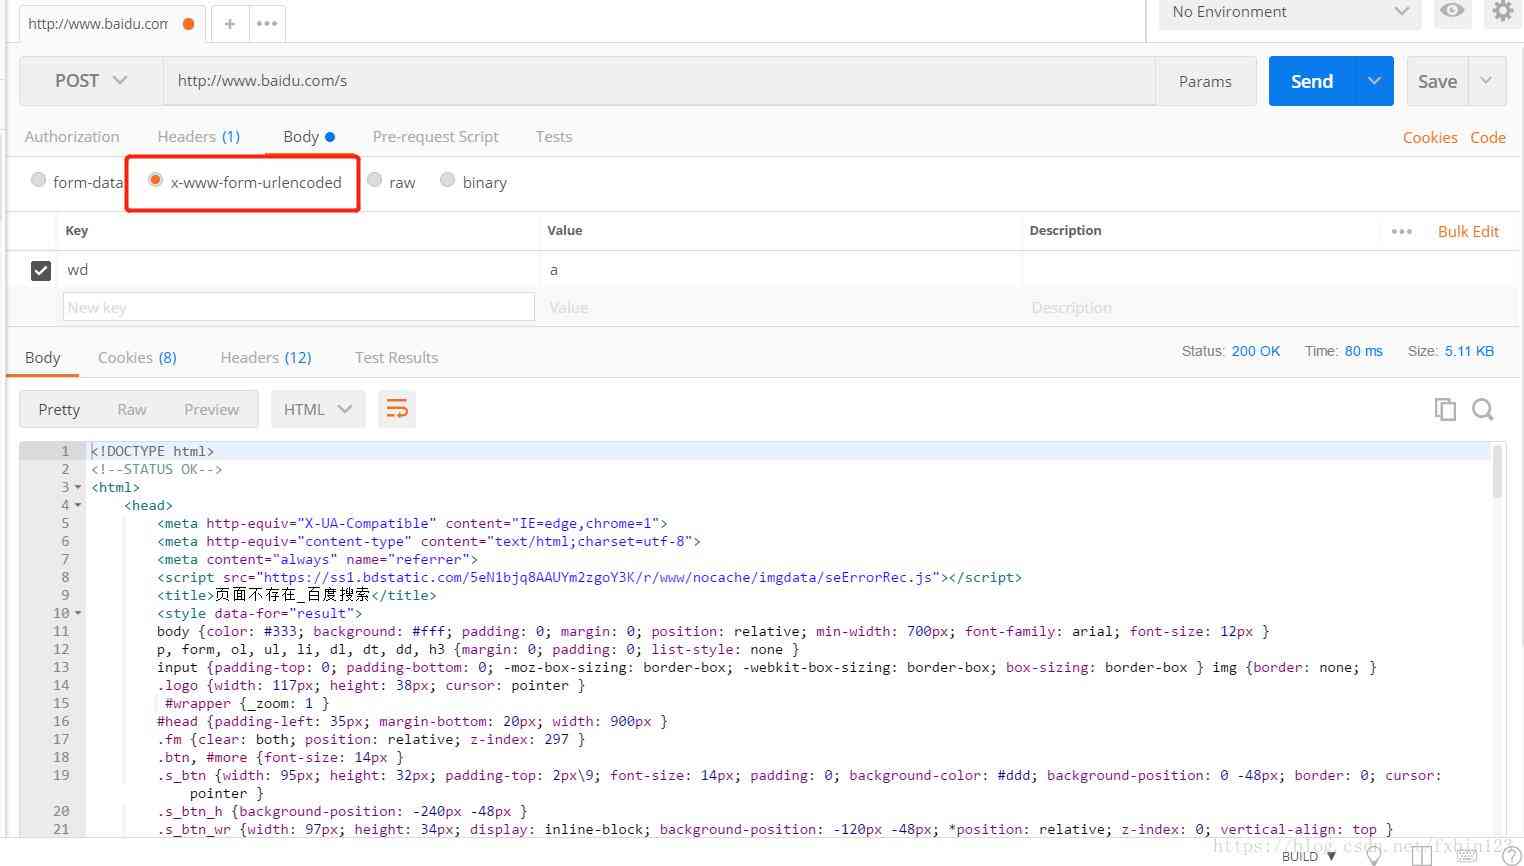 http://www.baidu.com
No Environment
POST http://www.baidu.com/s Params Send Save
Authorization Headers (1) Body Pre-request Script Tests Cookies Code
form-data x-www-form-urlencoded raw binary
Key Value Description Bulk Edit
wd a
New key Value Description
Body Cookies (8) Headers (12) Test Results Status: 200 OK Time: 80 ms Size: 5.11 KB
Pretty Raw Preview HTML
1 <!DOCTYPE html>
2 <!--STATUS OK-->
3 <html>
4 <head>
5 <meta http-equiv="X-UA-Compatible" content="IE=edge,chrome=1">
6 <meta http-equiv="content-type" content="text/html;charset=utf-8">
7 <meta content="always" name="referrer">
8 <script src="https://ss1.bdstatic.com/5eN1bjq8AAUYm2zgoY3K/r/www/nocache/imgdata/seErrorRec.js"></script>
9 <title>页面不存在_百度搜索</title>
10 <style data-for="result">
11 body {color: #333; background: #fff; padding: 0; margin: 0; position: relative; min-width: 700px; font-family: arial; font-size: 12px }
12 p, form, ol, ul, li, dl, dt, dd, h3 {margin: 0; padding: 0; list-style: none }
13 input {padding-top: 0; padding-bottom: 0; -moz-box-sizing: border-box; -webkit-box-sizing: border-box; box-sizing: border-box } img {border: none; }
14 .logo {width: 117px; height: 38px; cursor: pointer }
15 #wrapper {_zoom: 1 }
16 #head {padding-left: 35px; margin-bottom: 20px; width: 900px }
17 .fm {clear: both; position: relative; z-index: 297 }
18 .btn, #more {font-size: 14px }
19 .s_btn {width: 95px; height: 32px; padding-top: 2px\9; font-size: 14px; padding: 0; background-color: #ddd; background-position: 0 -48px; border: 0; cursor:
pointer }
20 .s_btn_h {background-position: -240px -48px }
21 .s_btn_wr {width: 97px; height: 34px; display: inline-block; background-position: -120px -48px; *position: relative; z-index: 0; vertical-align: top }
https://blog.csdn.net/fxbin123
BUILD